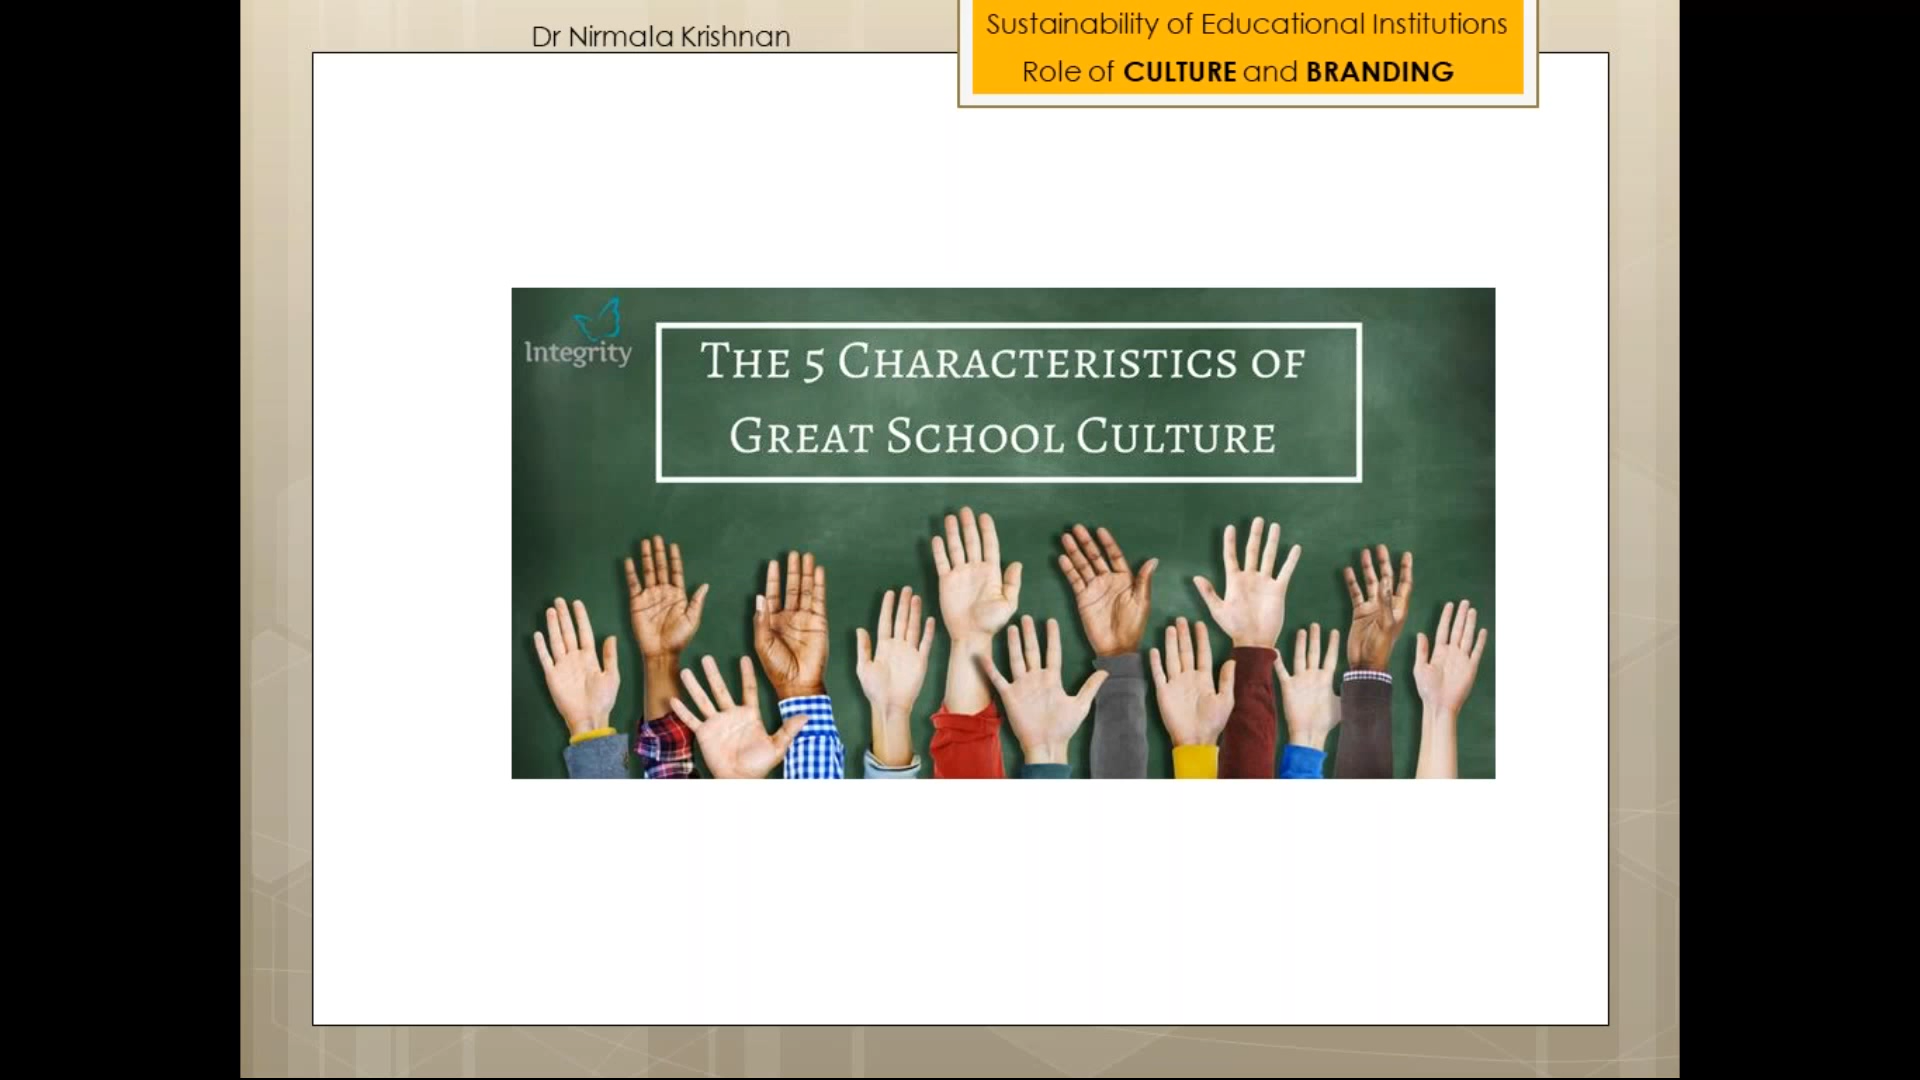 Dr Nirmala Krishnan
Sustainability of Educational Institutions
Role of CULTURE and BRANDING
Integrity
THE 5 CHARACTERISTICS OF
GREAT SCHOOL CULTURE